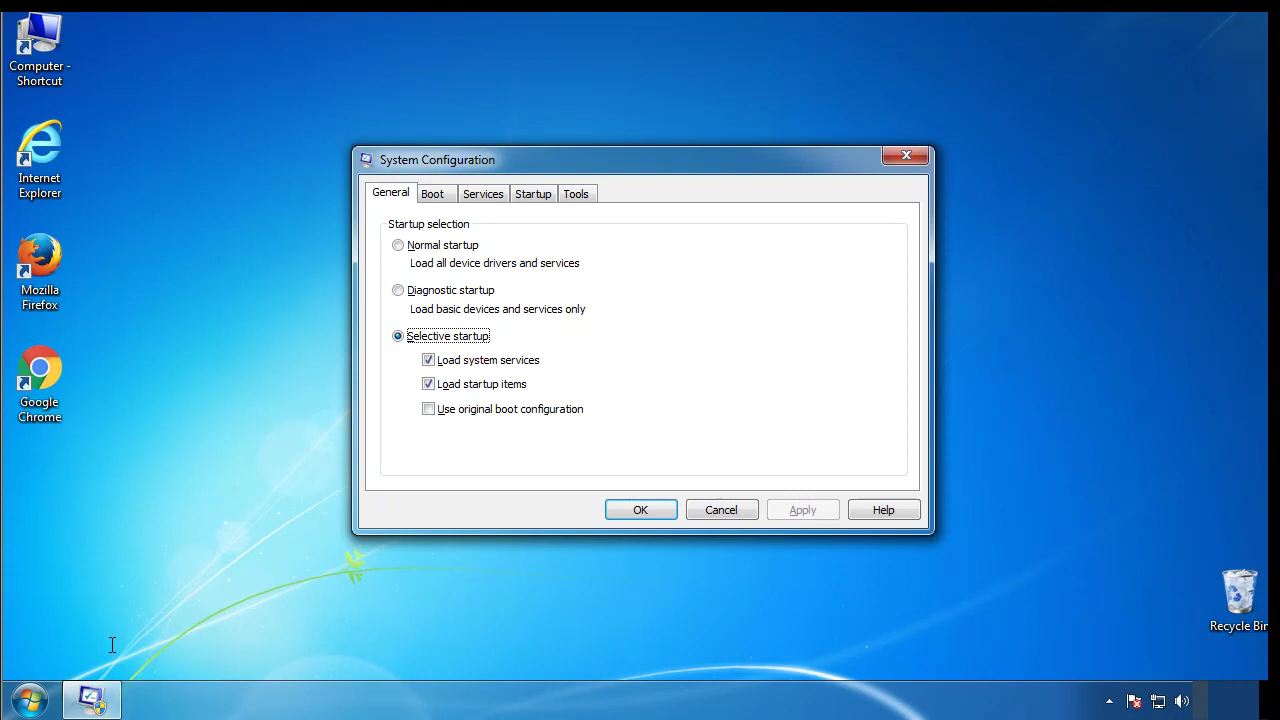 Computer -
Shortcut
Internet
Explorer
Mozilla
Firefox
Google
Chrome
System Configuration
General
Boot
Services
Startup
Tools
Startup selection
Normal startup
Load all device drivers and services
Diagnostic startup
Load basic devices and services only
Selective startup
Load system services
Load startup items
Use original boot configuration
OK
Cancel
Apply
Help
Recycle Bin